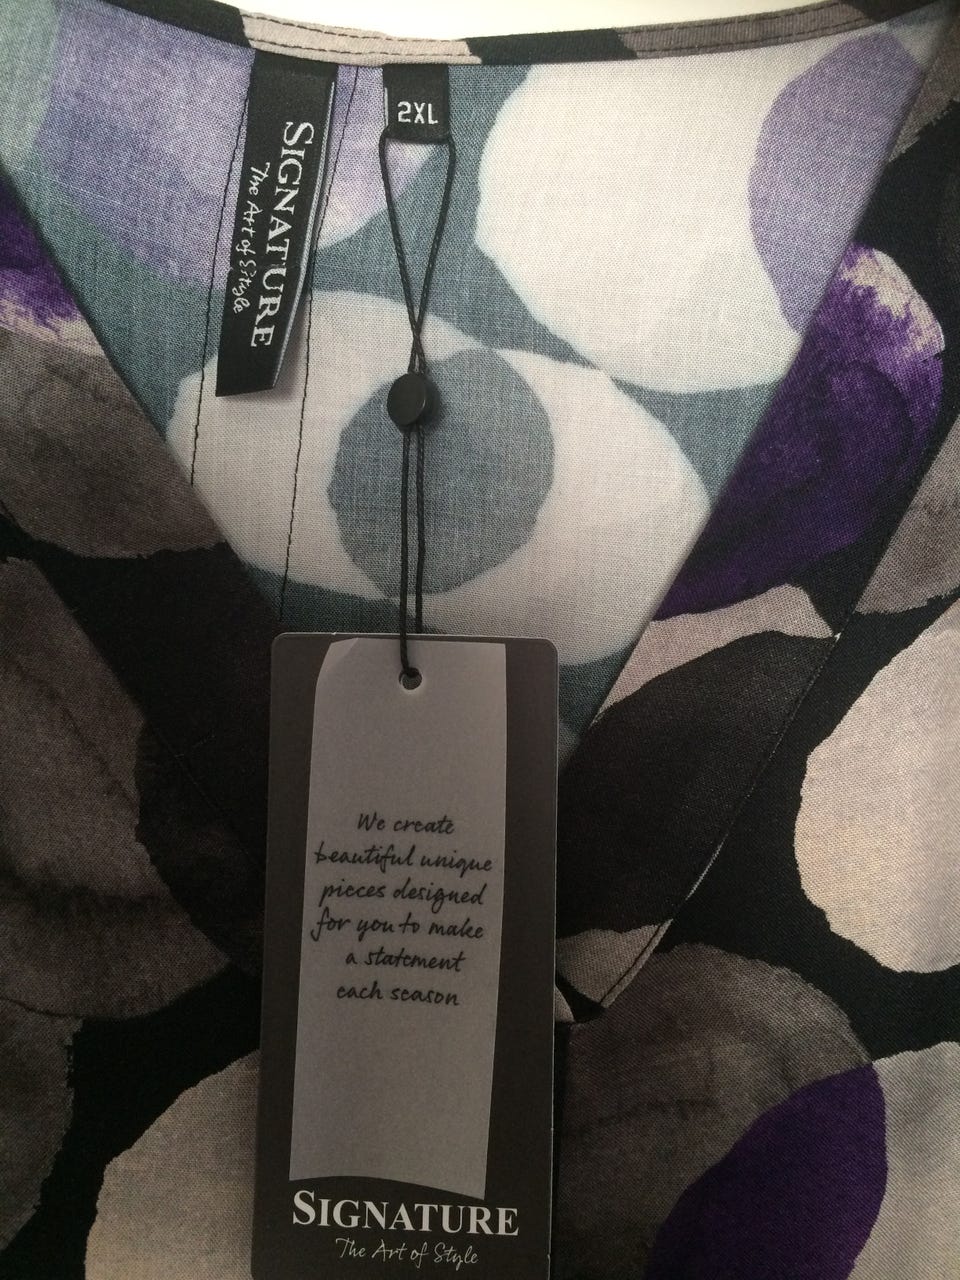 SIGNATURE
The Art of Style
2XL
We create
beautiful unique
pieces designed
for you to make
a statement
each season
SIGNATURE
The Art of Style